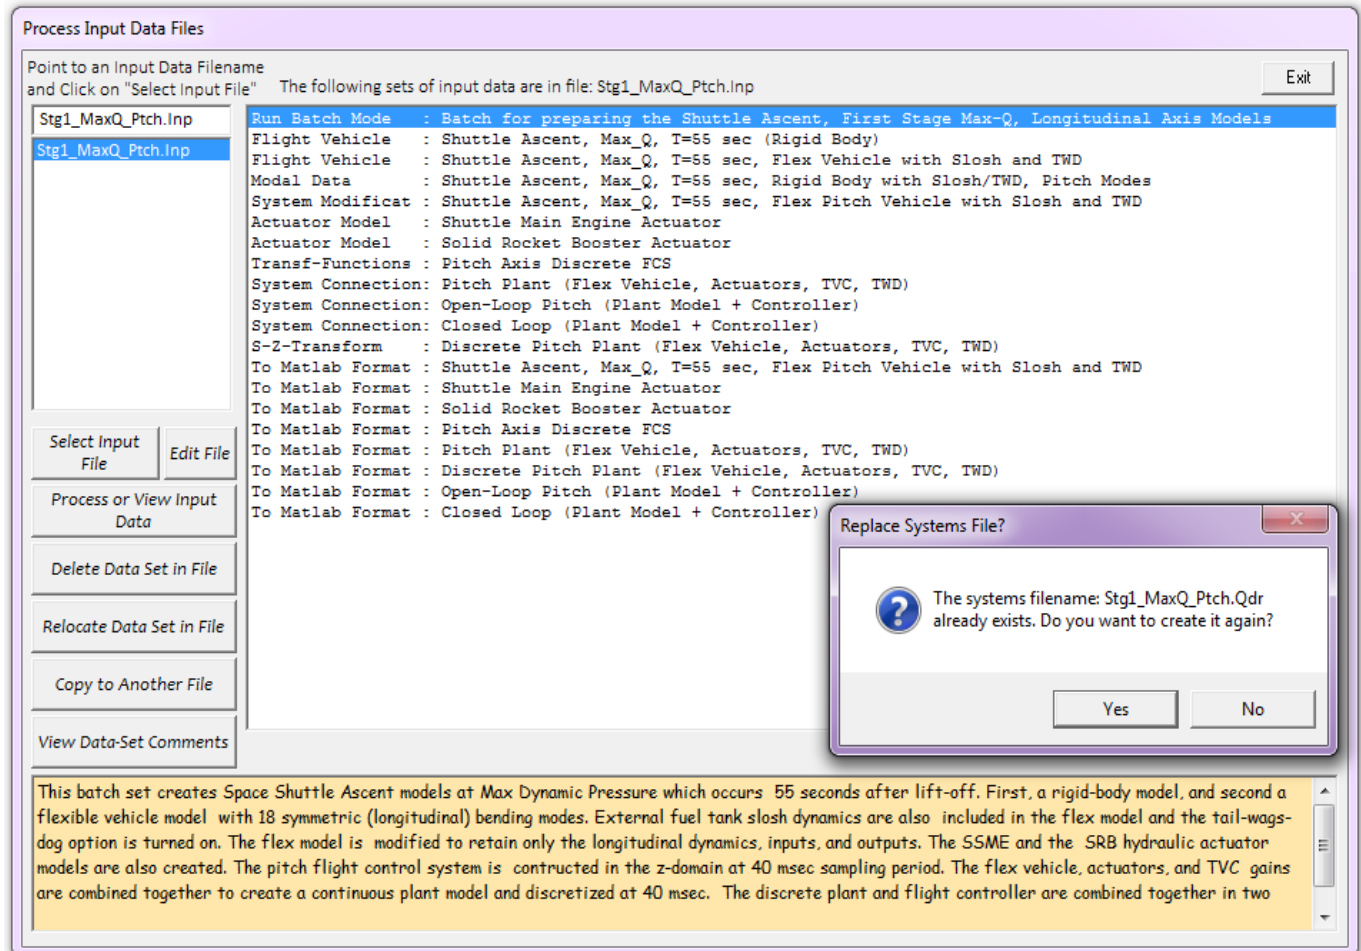 Process Input Data Files
Point to an Input Data Filename
and Click on "Select Input File"
The following sets of input data are in file: Stg1_MaxQ_Ptch.Inp
Exit
Stg1_MaxQ_Ptch.Inp
Stg1_MaxQ_Ptch.Inp
Run Batch Mode : Batch for preparing the Shuttle Ascent, First Stage Max-Q, Longitudinal Axis Models
Flight Vehicle : Shuttle Ascent, Max_Q, T=55 sec (Rigid Body)
Flight Vehicle : Shuttle Ascent, Max_Q, T=55 sec, Flex Vehicle with Slosh and TWD
Modal Data : Shuttle Ascent, Max_Q, T=55 sec, Rigid Body with Slosh/TWD, Pitch Modes
System Modificat : Shuttle Ascent, Max_Q, T=55 sec, Flex Pitch Vehicle with Slosh and TWD
Actuator Model : Shuttle Main Engine Actuator
Actuator Model : Solid Rocket Booster Actuator
Transf-Functions : Pitch Axis Discrete FCS
System Connection: Pitch Plant (Flex Vehicle, Actuators, TVC, TWD)
System Connection: Open-Loop Pitch (Plant Model + Controller)
System Connection: Closed Loop (Plant Model + Controller)
S-Z-Transform : Discrete Pitch Plant (Flex Vehicle, Actuators, TVC, TWD)
To Matlab Format : Shuttle Ascent, Max_Q, T=55 sec, Flex Pitch Vehicle with Slosh and TWD
To Matlab Format : Shuttle Main Engine Actuator
To Matlab Format : Solid Rocket Booster Actuator
To Matlab Format : Pitch Axis Discrete FCS
To Matlab Format : Pitch Plant (Flex Vehicle, Actuators, TVC, TWD)
To Matlab Format : Discrete Pitch Plant (Flex Vehicle, Actuators, TVC, TWD)
To Matlab Format : Open-Loop Pitch (Plant Model + Controller)
To Matlab Format : Closed Loop (Plant Model + Controller)
Select Input
File
Edit File
Process or View Input
Data
Delete Data Set in File
Relocate Data Set in File
Copy to Another File
View Data-Set Comments
Replace Systems File?
x
?
The systems filename: Stg1_MaxQ_Ptch.Qdr
already exists. Do you want to create it again?
Yes
No
This batch set creates Space Shuttle Ascent models at Max Dynamic Pressure which occurs 55 seconds after lift-off. First, a rigid-body model, and second a
flexible vehicle model with 18 symmetric (longitudinal) bending modes. External fuel tank slosh dynamics are also included in the flex model and the tail-wags-
dog option is turned on. The flex model is modified to retain only the longitudinal dynamics, inputs, and outputs. The SSME and the SRB hydraulic actuator
models are also created. The pitch flight control system is contructed in the z-domain at 40 msec sampling period. The flex vehicle, actuators, and TVC gains
are combined together to create a continuous plant model and discretized at 40 msec. The discrete plant and flight controller are combined together in two